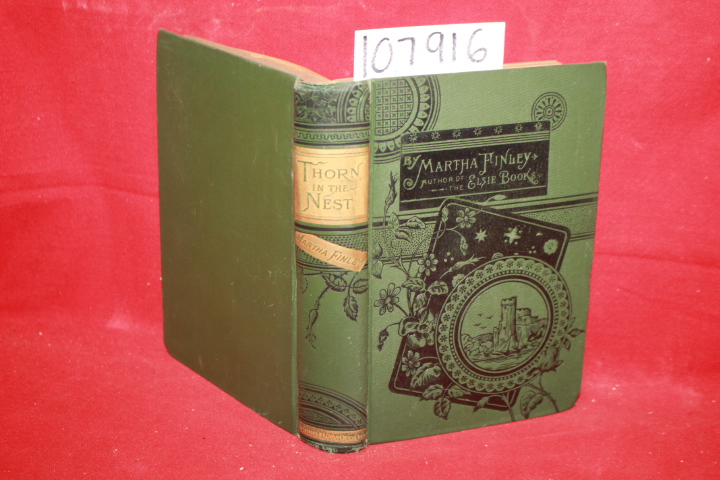 107916
THORN
IN THE
NEST
MARTHA FINLEY
BY MARTHA FINLEY
AUTHOR OF
THE ELSIE BOOKS